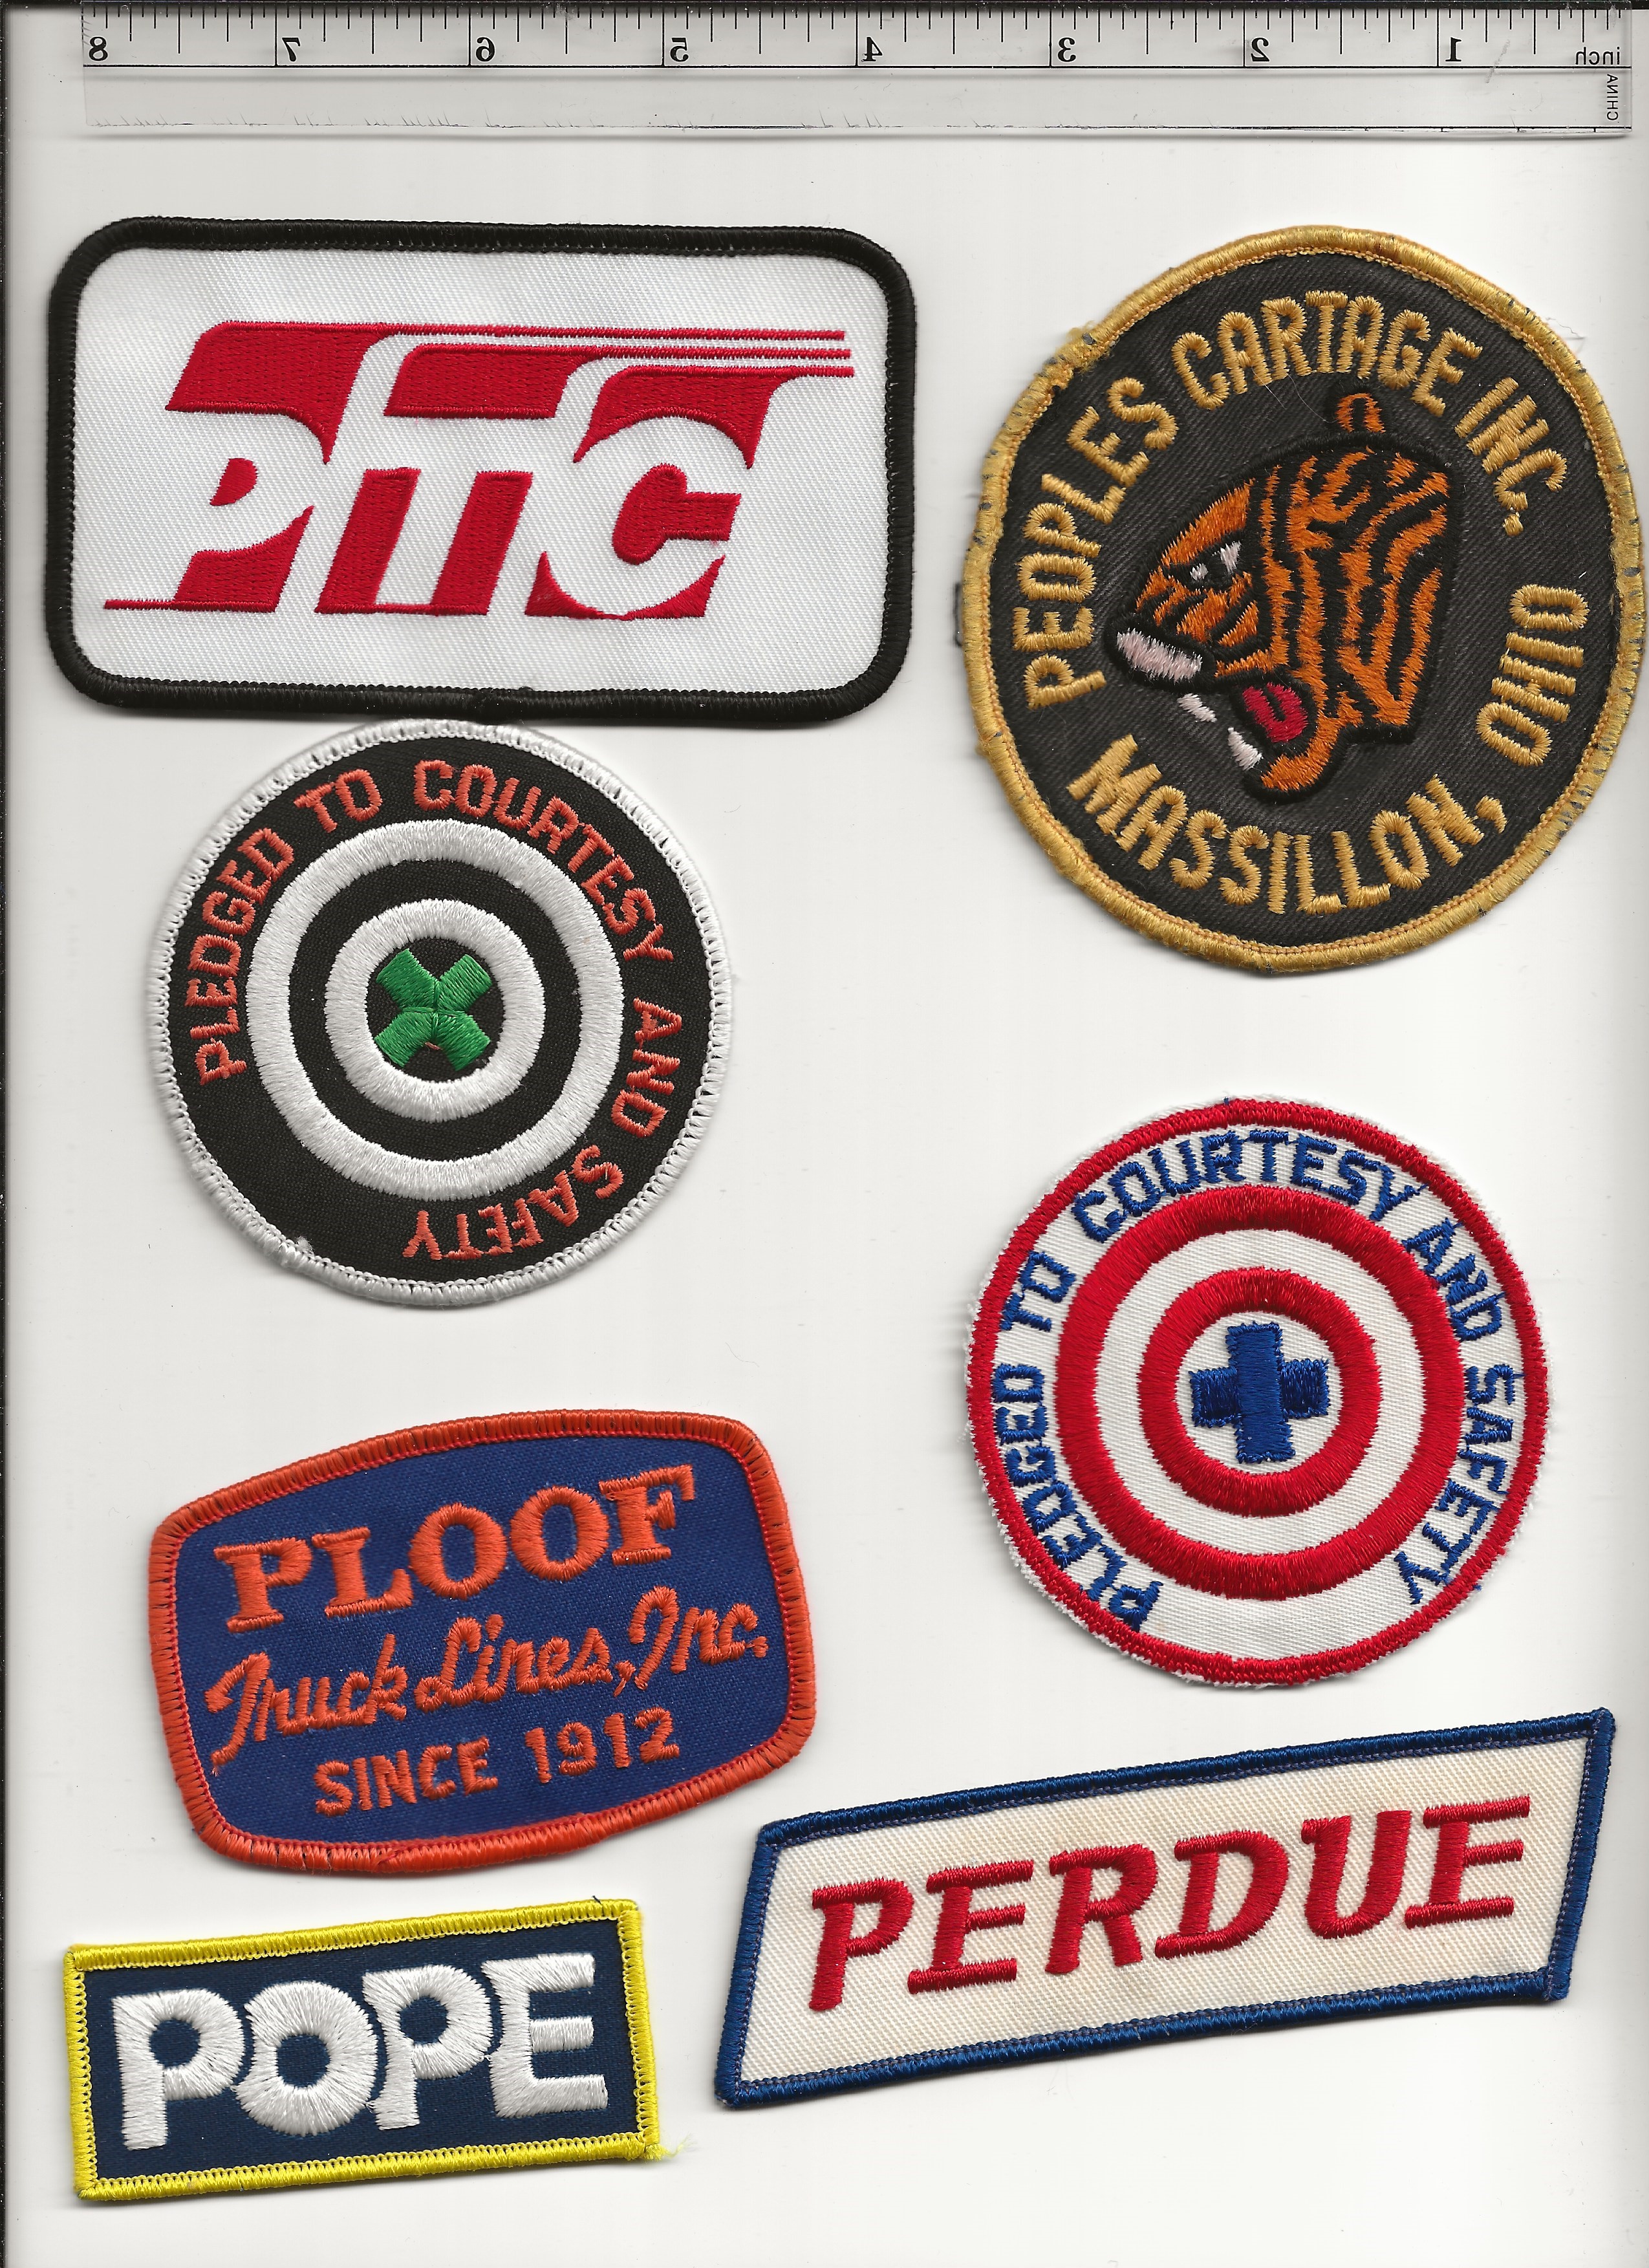 8 7 6 5 4 3 2 1 inch
CHINA
PTC
PEOPLES CARTAGE INC.
MASSILLON, OHIO
PLEDGED TO COURTESY AND SAFETY
PLEDGED TO COURTESY AND SAFETY
PLOOF
Truck Lines, Inc.
SINCE 1912
PERDUE
POPE